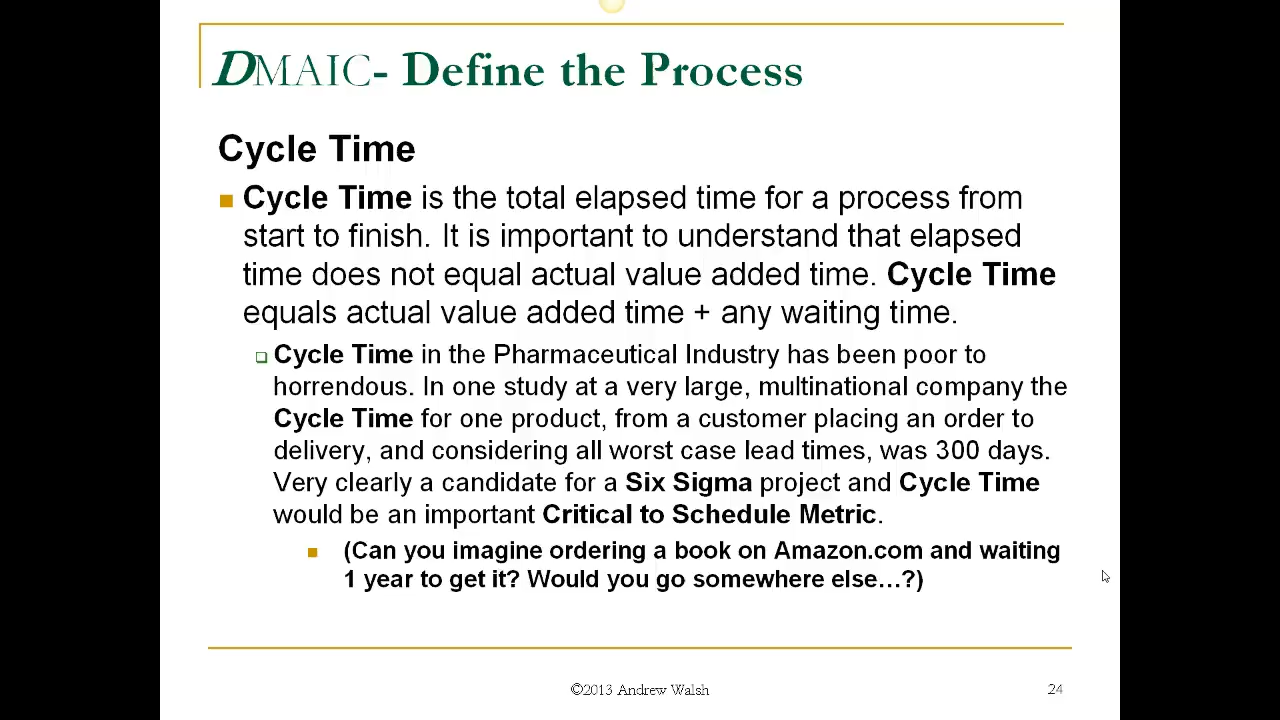 DMAIC- Define the Process
Cycle Time
Cycle Time is the total elapsed time for a process from
start to finish. It is important to understand that elapsed
time does not equal actual value added time. Cycle Time
equals actual value added time + any waiting time.
Cycle Time in the Pharmaceutical Industry has been poor to
horrendous. In one study at a very large, multinational company the
Cycle Time for one product, from a customer placing an order to
delivery, and considering all worst case lead times, was 300 days.
Very clearly a candidate for a Six Sigma project and Cycle Time
would be an important Critical to Schedule Metric.
(Can you imagine ordering a book on Amazon.com and waiting
1 year to get it? Would you go somewhere else…?)
©2013 Andrew Walsh
24